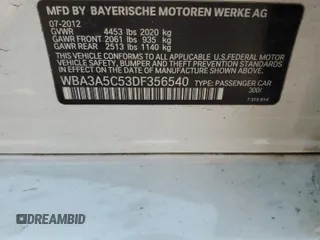 MFD BY BAYERISCHE MOTOREN WERKE AG
07-2012
GVWR 4453 lbs 2020 kg
GAWR FRONT 2061 lbs 935 kg
GAWR REAR 2513 lbs 1140 kg
THIS VEHICLE CONFORMS TO ALL APPLICABLE
U.S.FEDERAL MOTOR VEHICLE SAFETY, BUMPER, AND
THEFT PREVENTION STANDARDS IN EFFECT ON THE
DATE OF MANUFACTURE SHOWN ABOVE.
WBA3A5C53DF356540 TYPE: PASSENGER CAR
300/
DREAMBID